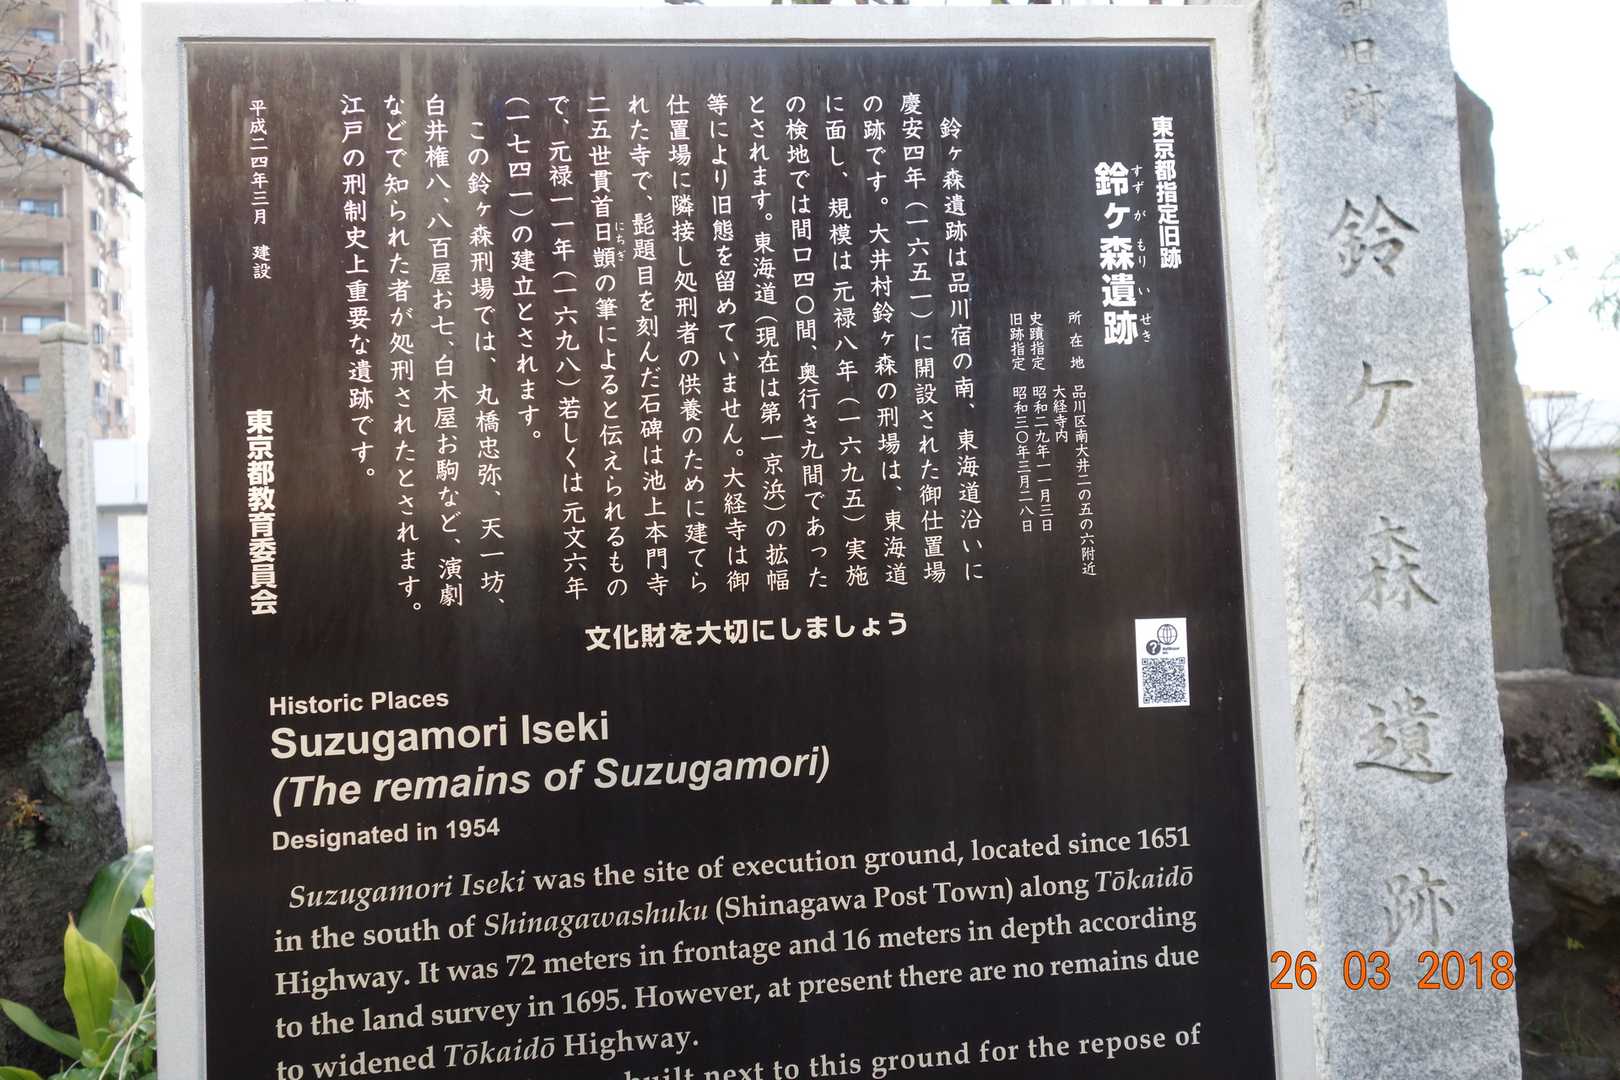 東京都指定旧跡
鈴ヶ森遺跡
すずがもりいせき
所在地　品川区南大井二の五の六附近
大経寺内
史蹟指定　昭和二九年一一月三日
旧跡指定　昭和三〇年三月二八日
鈴ヶ森遺跡は品川宿の南、東海道沿いに
慶安四年（一六五一）に開設された御仕置場
の跡です。大井村鈴ヶ森の刑場は、東海道
に面し、規模は元禄八年（一六九五）実施
の検地では間口四〇間、奥行き九間であった
とされます。東海道（現在は第一京浜）の拡幅
等により旧態を留めていません。大経寺は御
仕置場に隣接し処刑者の供養のために建てら
れた寺で、髭題目を刻んだ石碑は池上本門寺
二五世貫首日顗の筆によると伝えられるもの
にちぎ
で、元禄一一年（一六九八）若しくは元文六年
（一七四一）の建立とされます。
この鈴ヶ森刑場では、丸橋忠弥、天一坊、
白井権八、八百屋お七、白木屋お駒など、演劇
などで知られた者が処刑されたとされます。
江戸の刑制史上重要な遺跡です。
平成二四年三月　建設
東京都教育委員会
文化財を大切にしましょう
Historic Places
Suzugamori Iseki
(The remains of Suzugamori)
Designated in 1954
Suzugamori Iseki was the site of execution ground, located since 1651
in the south of Shinagawashuku (Shinagawa Post Town) along Tōkaidō
Highway. It was 72 meters in frontage and 16 meters in depth according
to the land survey in 1695. However, at present there are no remains due
to widened Tōkaidō Highway.
built next to this ground for the repose of
旧跡
鈴ヶ森遺跡
26 03 2018